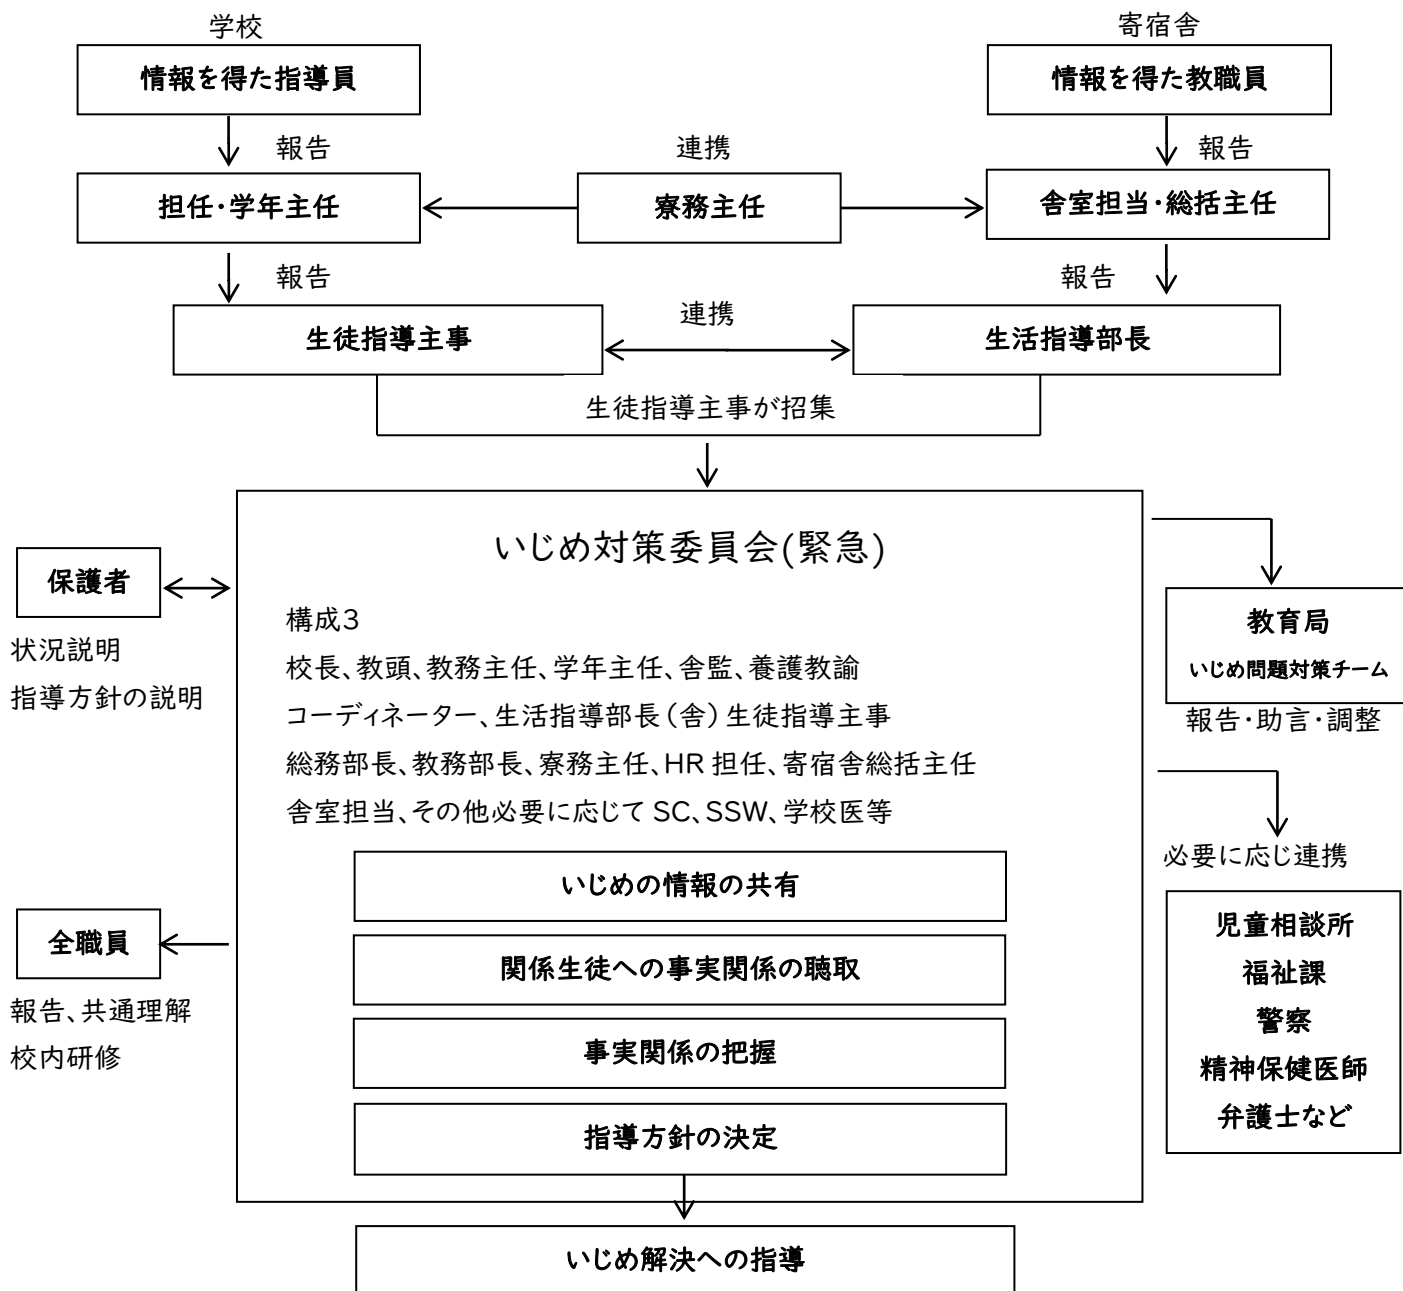 学校
寄宿舎
情報を得た指導員
情報を得た教職員
報告
連携
報告
担任・学年主任
寮務主任
舎室担当・総括主任
報告
報告
連携
生徒指導主事
生活指導部長
生徒指導主事が招集
いじめ対策委員会(緊急)
構成3
校長、教頭、教務主任、学年主任、舎監、養護教諭
コーディネーター、生活指導部長（舎）生徒指導主事
総務部長、教務部長、寮務主任、HR 担任、寄宿舎総括主任
舎室担当、その他必要に応じて SC、SSW、学校医等
保護者
状況説明
指導方針の説明
教育局
いじめ問題対策チーム
報告・助言・調整
必要に応じ連携
児童相談所
福祉課
警察
精神保健医師
弁護士など
全職員
報告、共通理解
校内研修
いじめの情報の共有
関係生徒への事実関係の聴取
事実関係の把握
指導方針の決定
いじめ解決への指導